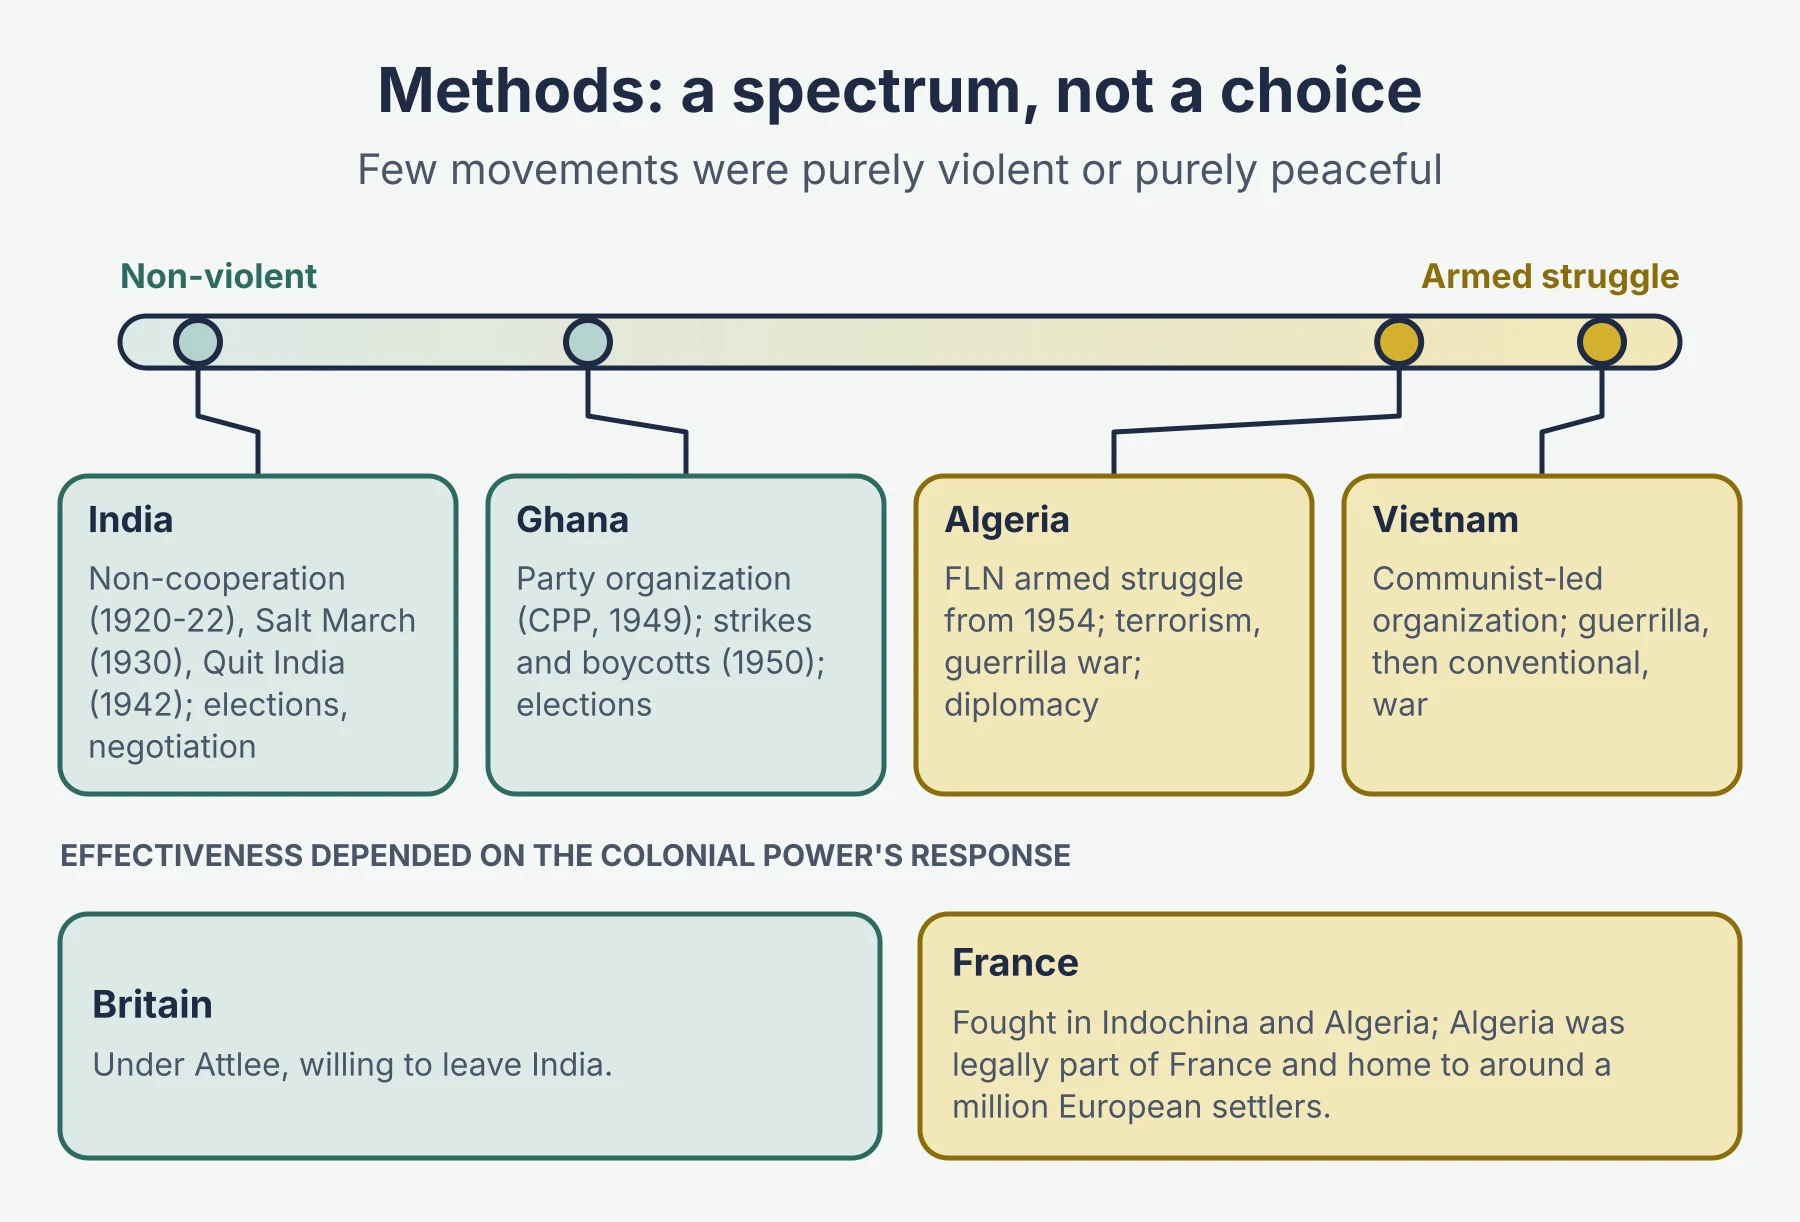 Methods: a spectrum, not a choice
Few movements were purely violent or purely peaceful
Non-violent
Armed struggle
India
Non-cooperation
(1920-22), Salt March
(1930), Quit India
(1942); elections,
negotiation
Ghana
Party organization
(CPP, 1949); strikes
and boycotts (1950);
elections
Algeria
FLN armed struggle
from 1954; terrorism,
guerrilla war;
diplomacy
Vietnam
Communist-led
organization; guerrilla,
then conventional,
war
EFFECTIVENESS DEPENDED ON THE COLONIAL POWER'S RESPONSE
Britain
Under Attlee, willing to leave India.
France
Fought in Indochina and Algeria; Algeria was
legally part of France and home to around a
million European settlers.